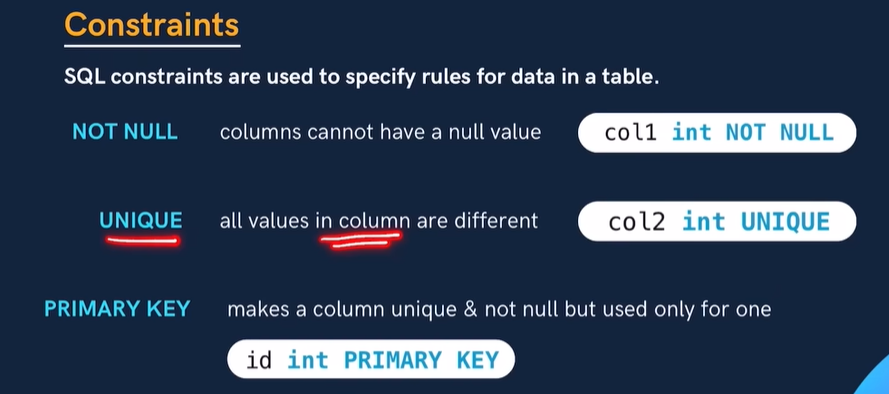 Constraints
SQL constraints are used to specify rules for data in a table.
NOT NULL columns cannot have a null value col1 int NOT NULL
UNIQUE all values in column are different col2 int UNIQUE
PRIMARY KEY makes a column unique & not null but used only for one
id int PRIMARY KEY